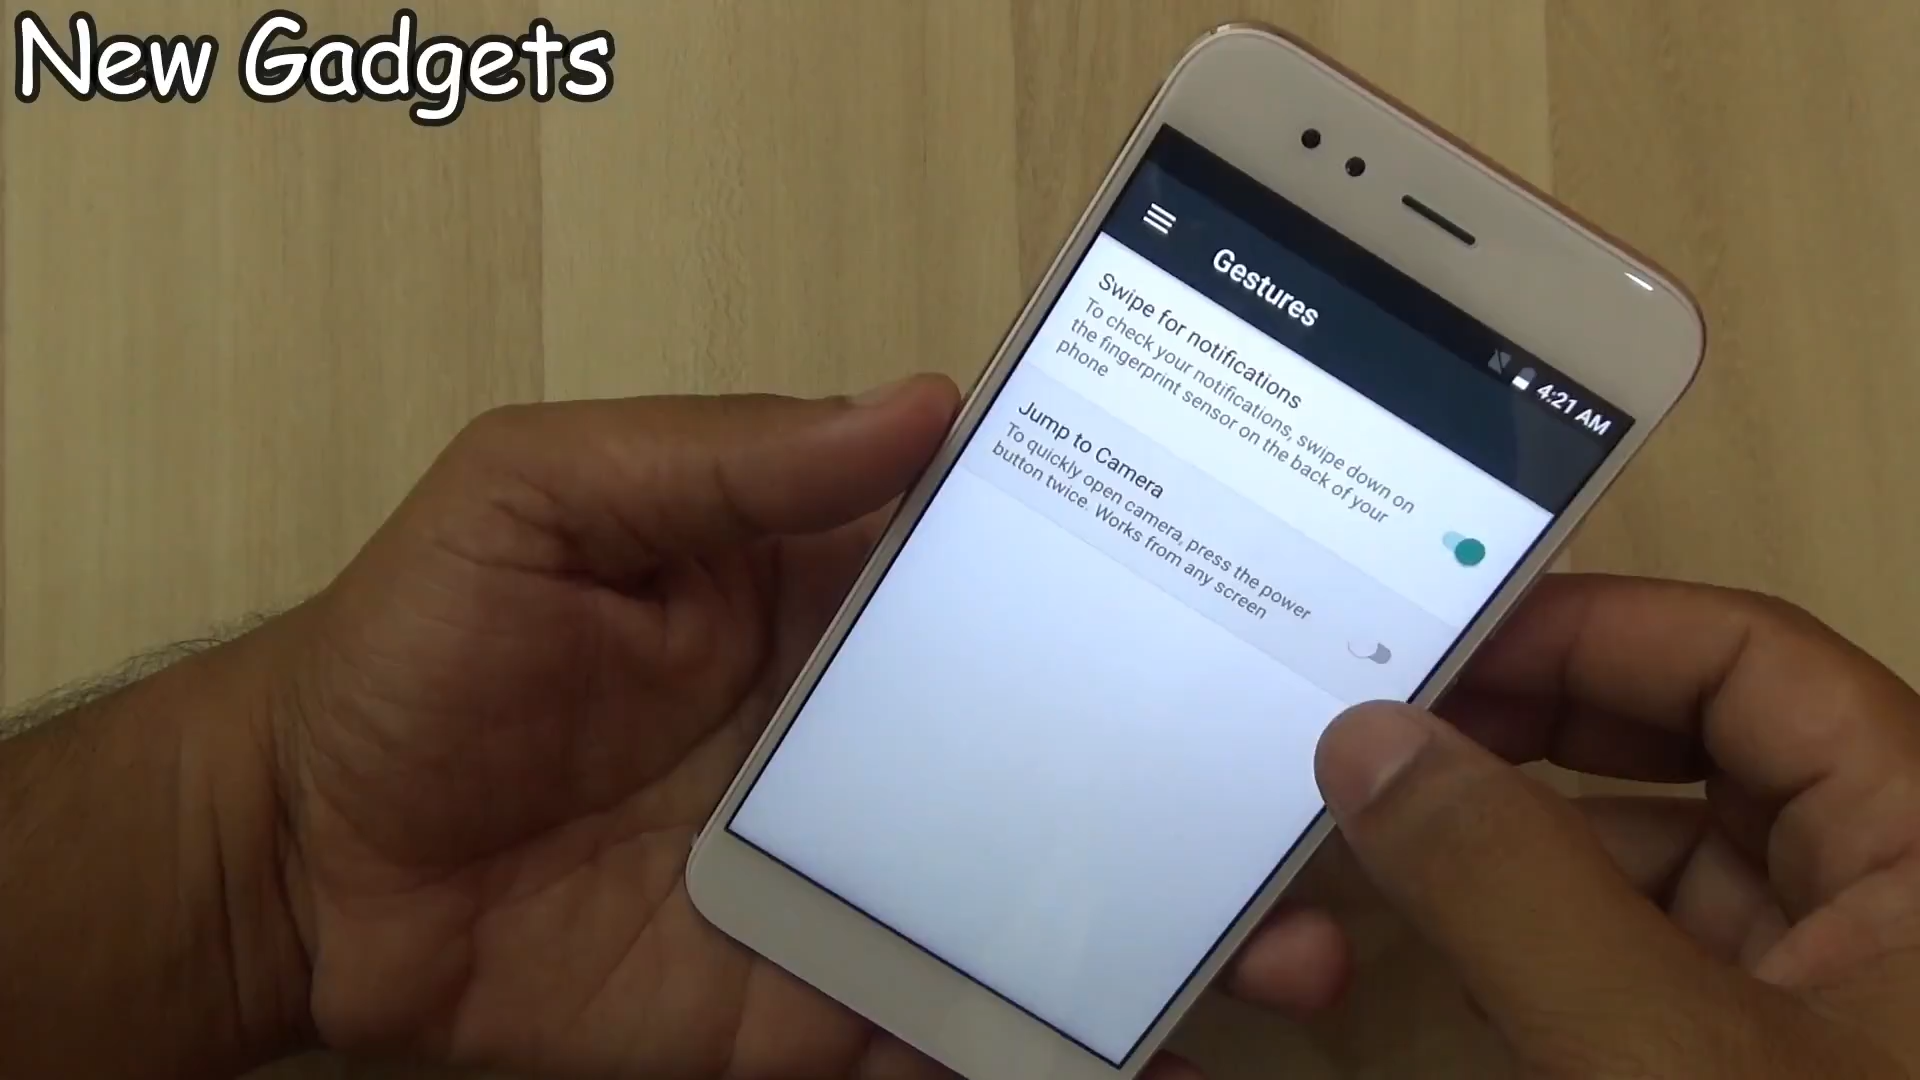 New Gadgets
4:21 AM
Gestures
Swipe for notifications
To check your notifications, swipe down on
the fingerprint sensor on the back of your
phone
Jump to Camera
To quickly open camera, press the power
button twice. Works from any screen